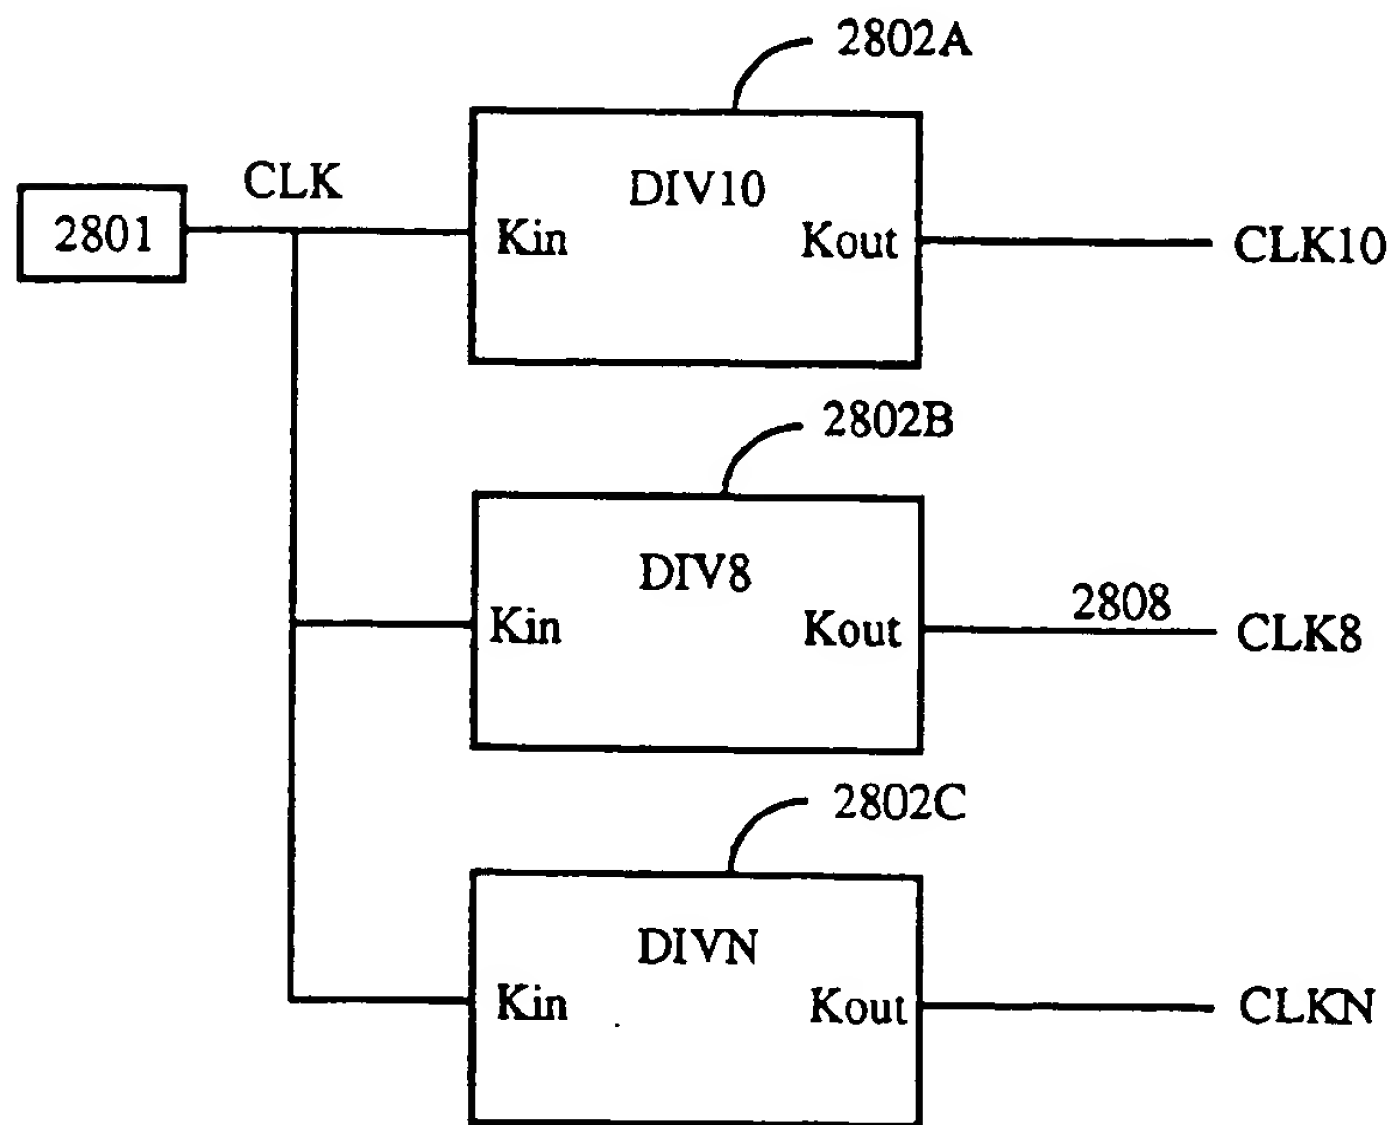 2802A
CLK
2801
DIV10
Kin
Kout
CLK10
2802B
DIV8
Kin
Kout
2808
CLK8
2802C
DIVN
Kin
Kout
CLKN